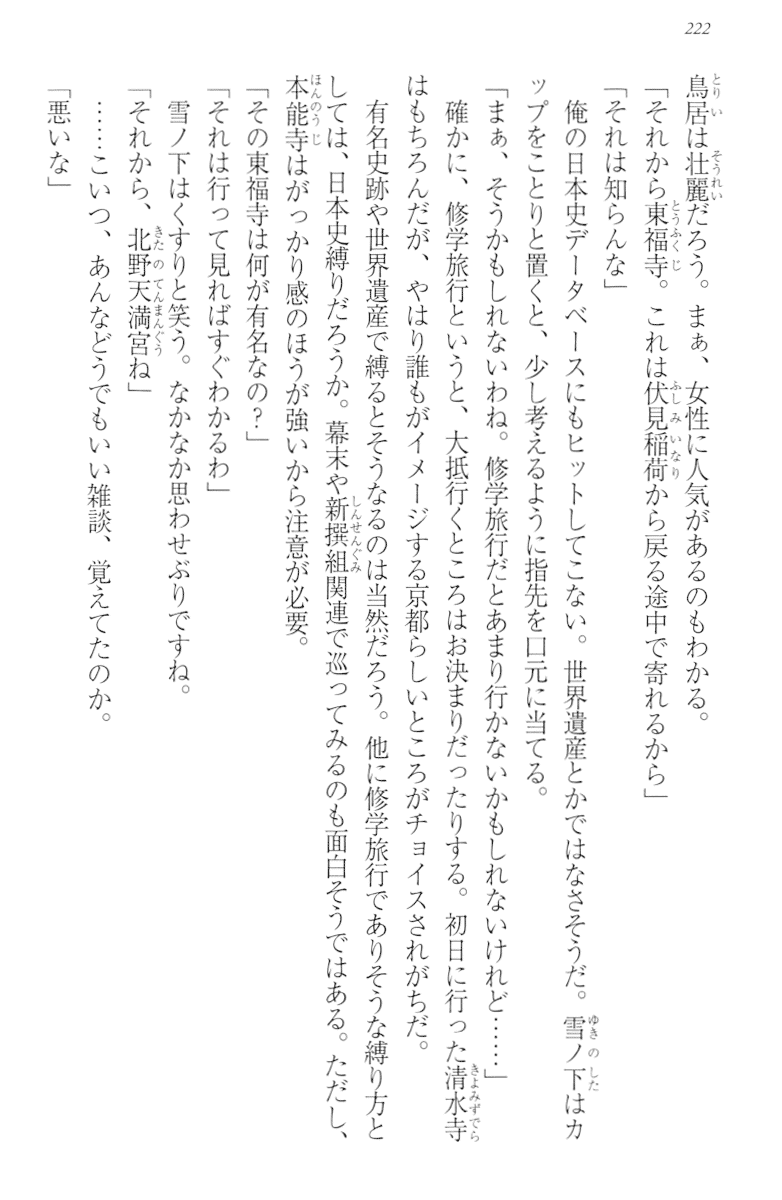 222
鳥居は壮麗だろう。まぁ、女性に人気があるのもわかる。
「それから東福寺。これは伏見稲荷から戻る途中で寄れるから」
「それは知らんな」
　俺の日本史データベースにもヒットしてこない。世界遺産とかではなさそうだ。雪ノ下はカ
ップをことりと置くと、少し考えるように指先を口元に当てる。
「まぁ、そうかもしれないわね。修学旅行だとあまり行かないかもしれないけれど……」
　確かに、修学旅行というと、大抵行くところはお決まりだったりする。初日に行った清水寺
はもちろんだが、やはり誰もがイメージする京都らしいところがチョイスされがちだ。
　有名史跡や世界遺産で縛るとそうなるのは当然だろう。他に修学旅行でありそうな縛り方と
しては、日本史縛りだろうか。幕末や新撰組関連で巡ってみるのも面白そうではある。ただし、
本能寺はがっかり感のほうが強いから注意が必要。
「その東福寺は何が有名なの？」
「それは行って見ればすぐわかるわ」
　雪ノ下はくすりと笑う。なかなか思わせぶりですね。
「それから、北野天満宮ね」
　……こいつ、あんなどうでもいい雑談、覚えてたのか。
「悪いな」